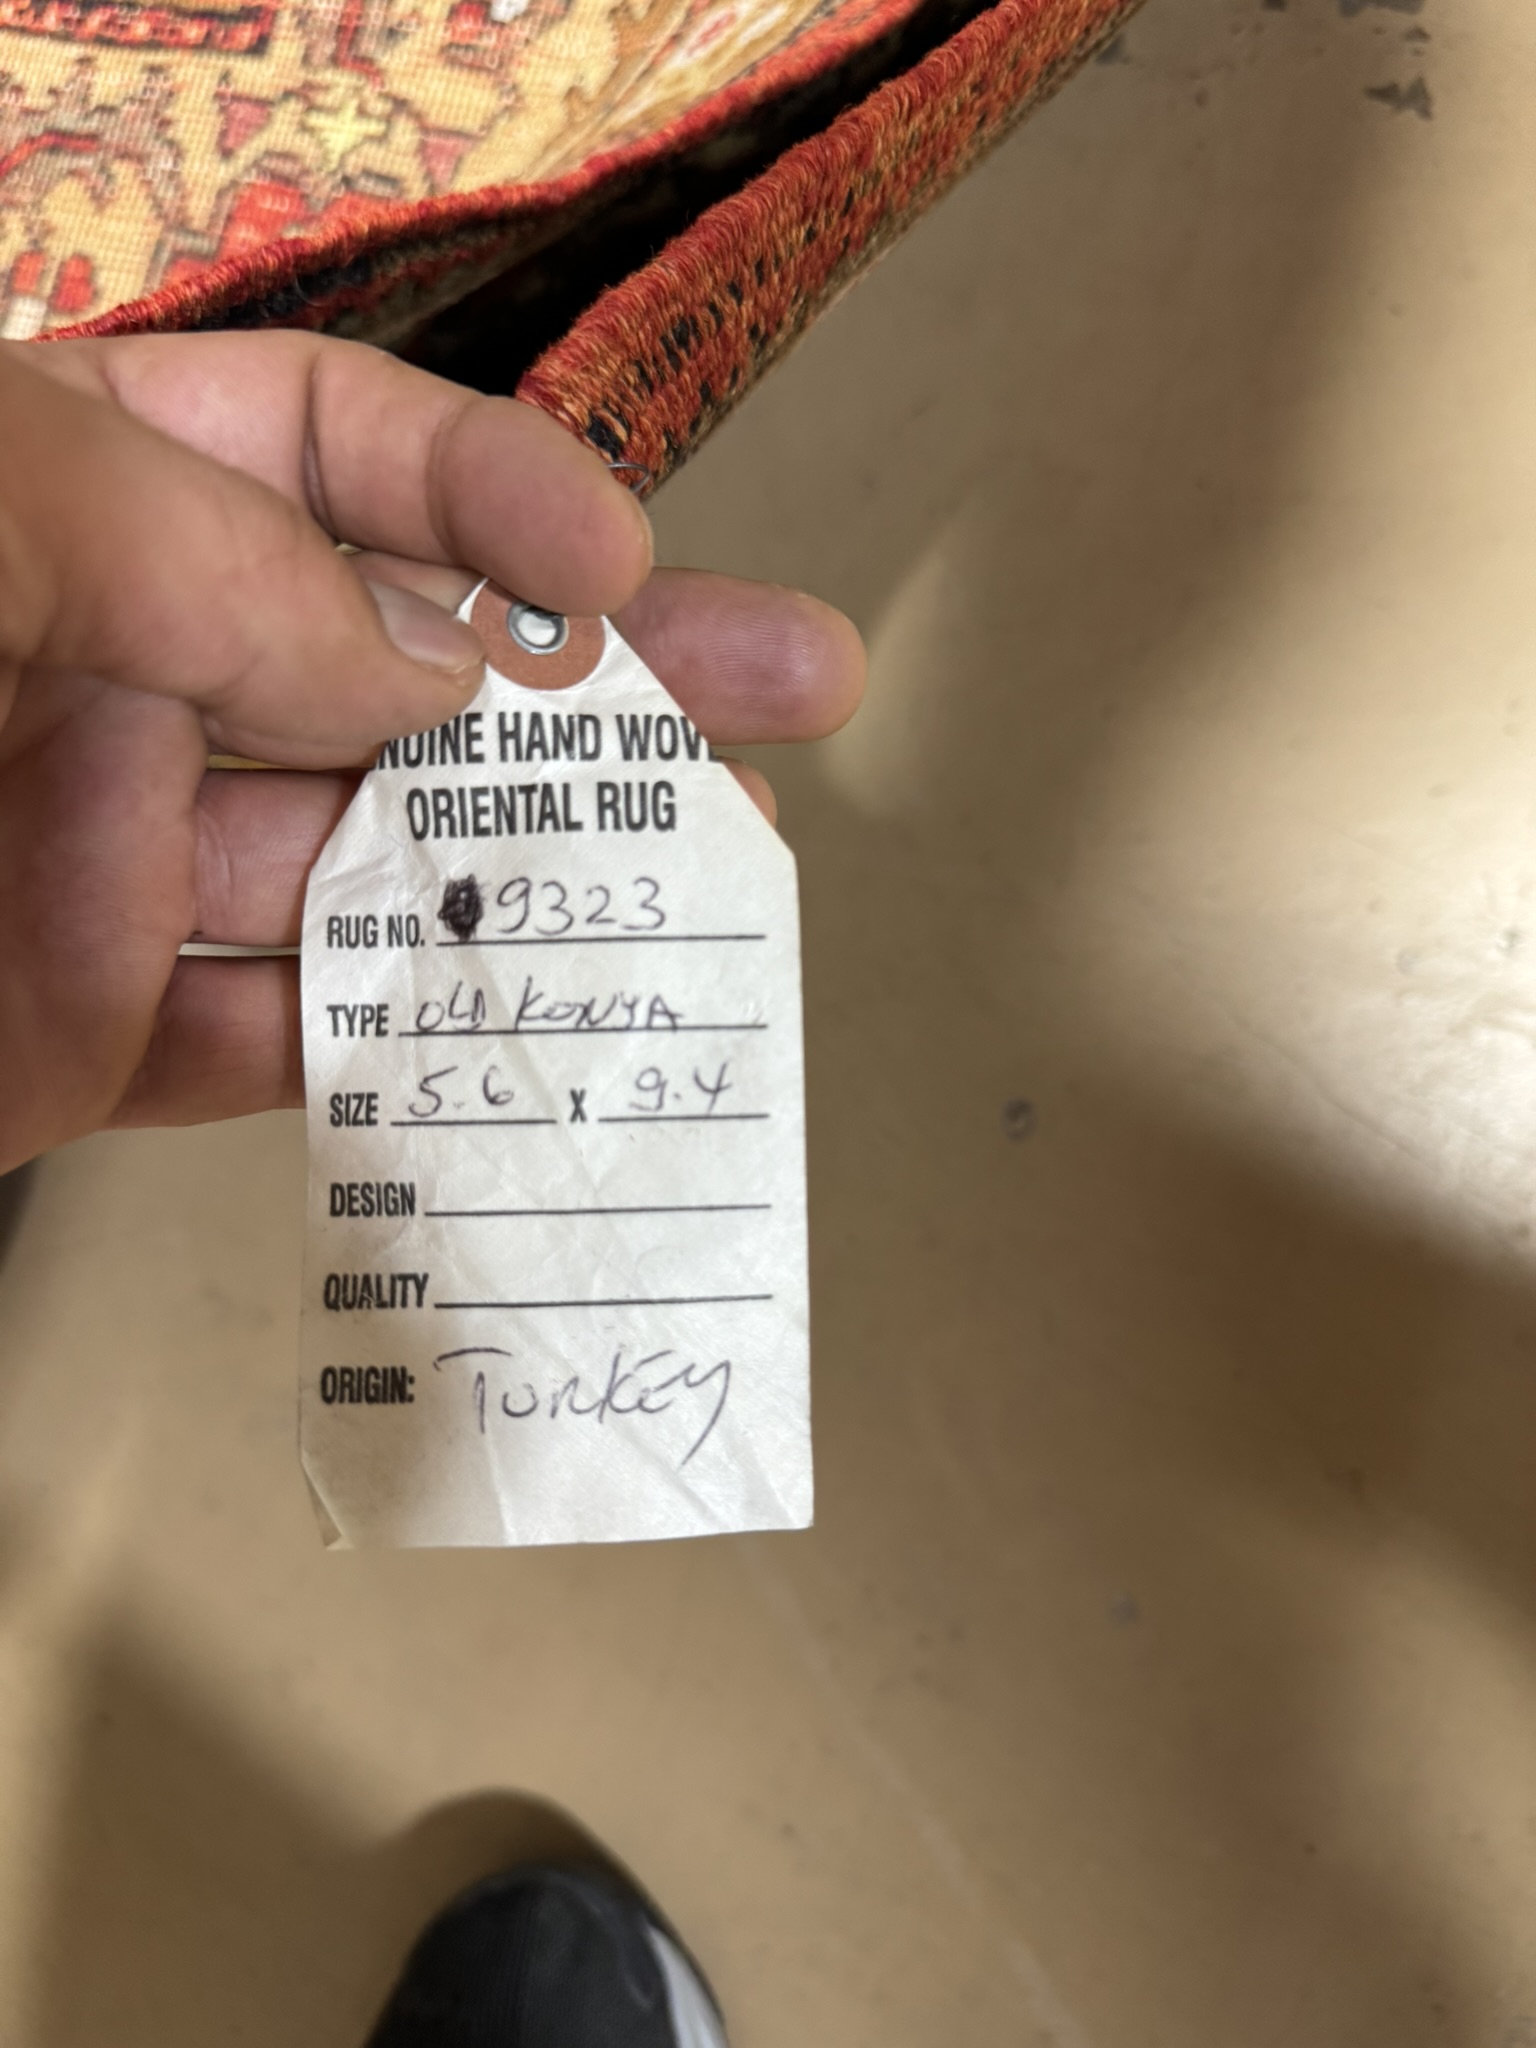 NUINE HAND WOV
ORIENTAL RUG
RUG NO. 9323
TYPE OLD KONYA
SIZE 5.6 X 9.4
DESIGN
QUALITY
ORIGIN: TURKEY